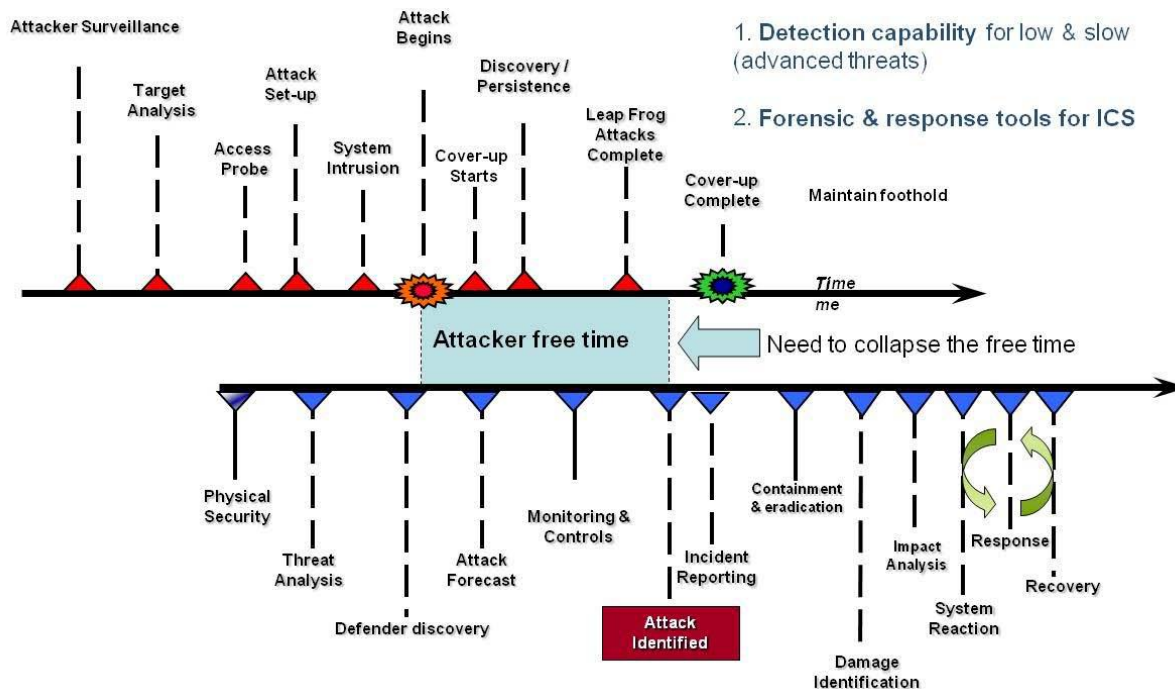 Attacker Surveillance
Target
Analysis
Access
Probe
Attack
Set-up
System
Intrusion
Attack
Begins
Cover-up
Starts
Discovery /
Persistence
Leap Frog
Attacks
Complete
Cover-up
Complete
Maintain foothold
1. Detection capability for low & slow
(advanced threats)
2. Forensic & response tools for ICS
Time
me
Attacker free time
Need to collapse the free time
Physical
Security
Threat
Analysis
Defender discovery
Attack
Forecast
Monitoring &
Controls
Attack
Identified
Incident
Reporting
Containment
& eradication
Damage
Identification
Impact
Analysis
System
Reaction
Response
Recovery